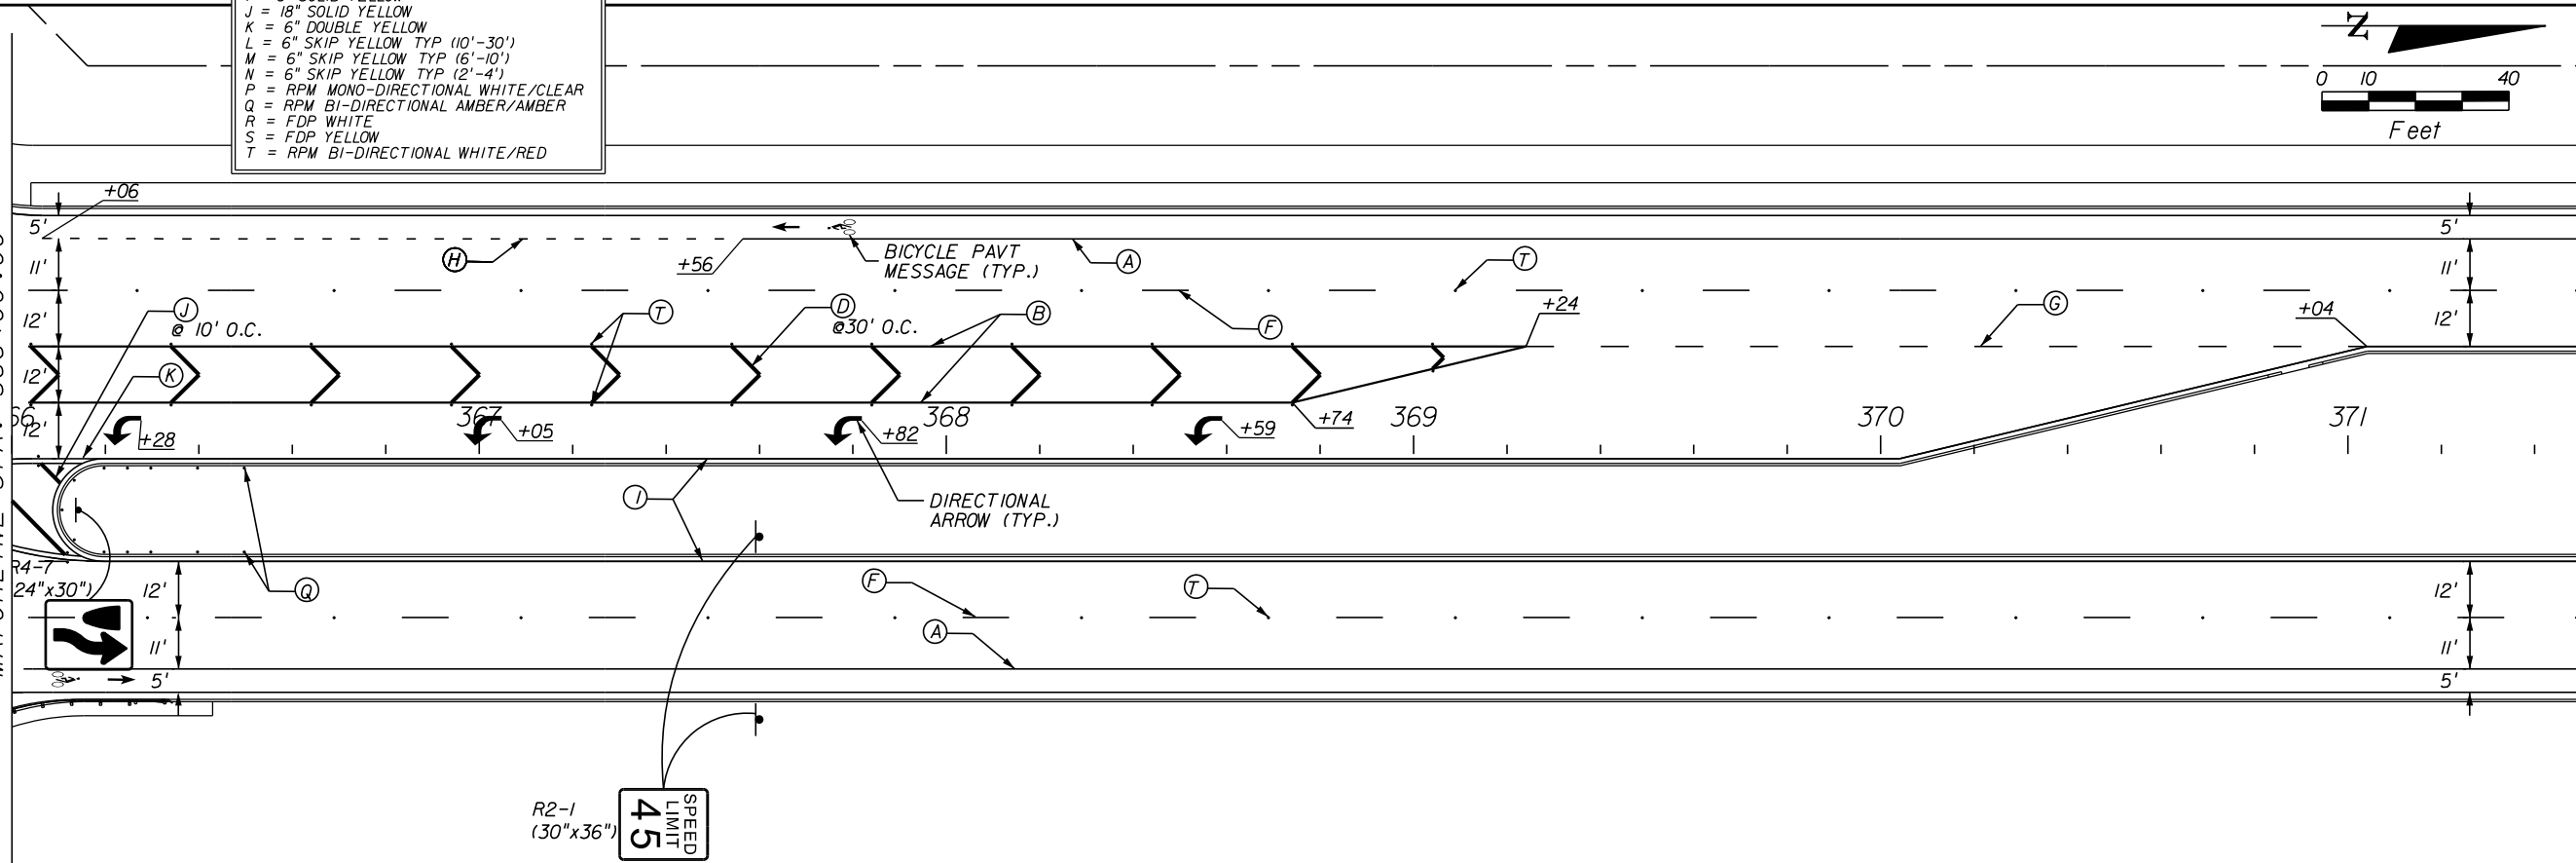 J = 18" SOLID YELLOW
K = 6" DOUBLE YELLOW
L = 6" SKIP YELLOW TYP (10'-30')
M = 6" SKIP YELLOW TYP (6'-10')
N = 6" SKIP YELLOW TYP (2'-4')
P = RPM MONO-DIRECTIONAL WHITE/CLEAR
Q = RPM BI-DIRECTIONAL AMBER/AMBER
R = FDP WHITE
S = FDP YELLOW
T = RPM BI-DIRECTIONAL WHITE/RED
N
0 10 40
Feet
+06
5'
5'
11'
H
+56
BICYCLE PAVT
MESSAGE (TYP.)
A
T
11'
12'
J
@ 10' O.C.
T
D
@30' O.C.
B
F
+24
G
+04
12'
12'
K
12'
66
367
368
369
370
371
+28
+05
+82
+59
+74
I
DIRECTIONAL
ARROW (TYP.)
R4-7
24"x30")
12'
Q
F
T
12'
11'
A
11'
5'
5'
R2-1
(30"x36")
SPEED
LIMIT
45